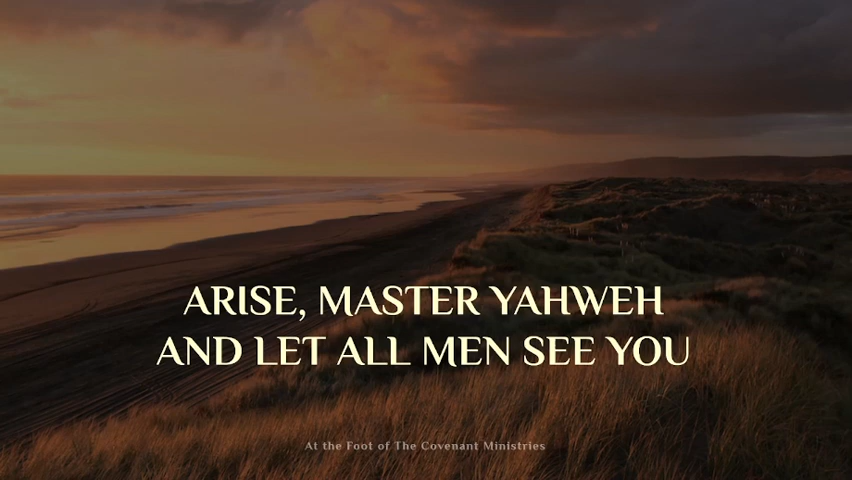 ARISE, MASTER YAHWEH
AND LET ALL MEN SEE YOU
At the Foot of The Covenant Ministries